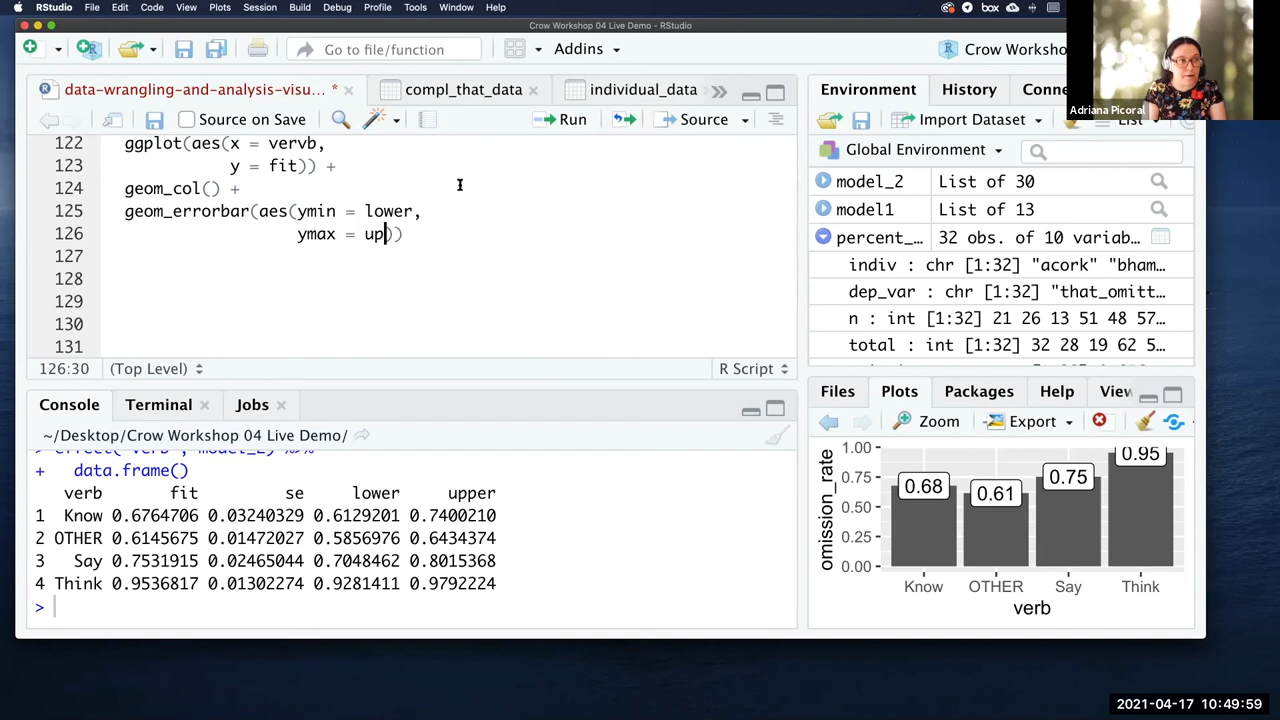 RStudio File Edit Code View Plots Session Build Debug Profile Tools Window Help
box
Crow Workshop 04 Live Demo - RStudio
Go to file/function
Addins
Crow Worksho
data-wrangling-and-analysis-visu... *
compl_that_data
individual_data
Source on Save
Run
Source
122 ggplot(aes(x = vervb,
123 y = fit)) +
124 geom_col() +
125 geom_errorbar(aes(ymin = lower,
126 ymax = up))
127
128
129
130
131
126:30 (Top Level)
R Script
Console Terminal Jobs
~/Desktop/Crow Workshop 04 Live Demo/
> effect("verb", model_2) %>%
+ data.frame()
verb fit se lower upper
1 Know 0.6764706 0.03240329 0.6129201 0.7400210
2 OTHER 0.6145675 0.01472027 0.5856976 0.6434374
3 Say 0.7531915 0.02465044 0.7048462 0.8015368
4 Think 0.9536817 0.01302274 0.9281411 0.9792224
>
Adriana Picoral
Environment History Conne
Import Dataset
List
Global Environment
model_2 List of 30
model1 List of 13
percent_... 32 obs. of 10 variab...
indiv : chr [1:32] "acork" "bham...
dep_var : chr [1:32] "that_omitt...
n : int [1:32] 21 26 13 51 48 57...
total : int [1:32] 32 28 19 62 5...
Files Plots Packages Help View
Zoom
Export
omission_rate
1.00
0.75
0.50
0.25
0.00
0.68
0.61
0.75
0.95
Know OTHER Say Think
verb
2021-04-17 10:49:59